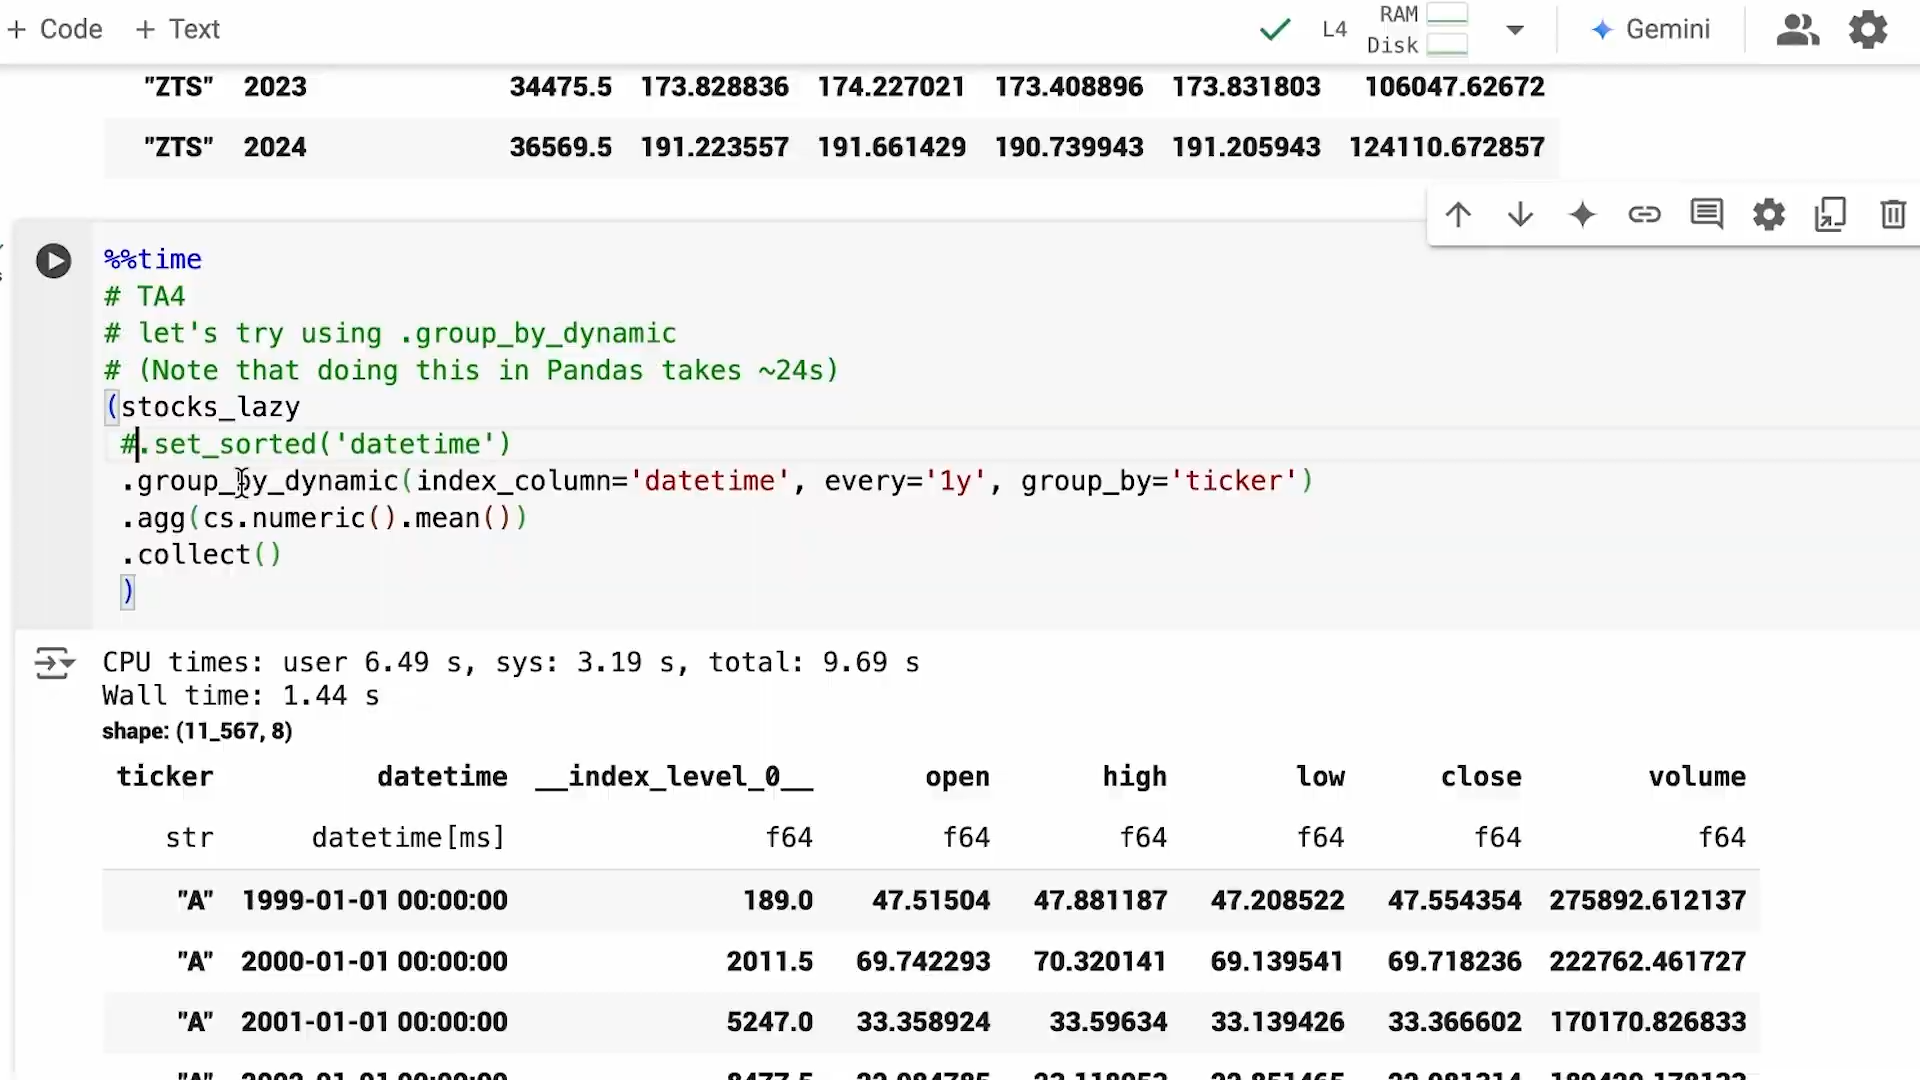 + Code + Text L4 RAM Disk Gemini
"ZTS" 2023 34475.5 173.828836 174.227021 173.408896 173.831803 106047.62672
"ZTS" 2024 36569.5 191.223557 191.661429 190.739943 191.205943 124110.672857
%%time
# TA4
# let's try using .group_by_dynamic
# (Note that doing this in Pandas takes ~24s)
(stocks_lazy
#.set_sorted('datetime')
.group_by_dynamic(index_column='datetime', every='1y', group_by='ticker')
.agg(cs.numeric().mean())
.collect()
)
CPU times: user 6.49 s, sys: 3.19 s, total: 9.69 s
Wall time: 1.44 s
shape: (11_567, 8)
ticker datetime __index_level_0__ open high low close volume
str datetime[ms] f64 f64 f64 f64 f64 f64
"A" 1999-01-01 00:00:00 189.0 47.51504 47.881187 47.208522 47.554354 275892.612137
"A" 2000-01-01 00:00:00 2011.5 69.742293 70.320141 69.139541 69.718236 222762.461727
"A" 2001-01-01 00:00:00 5247.0 33.358924 33.59634 33.139426 33.366602 170170.826833